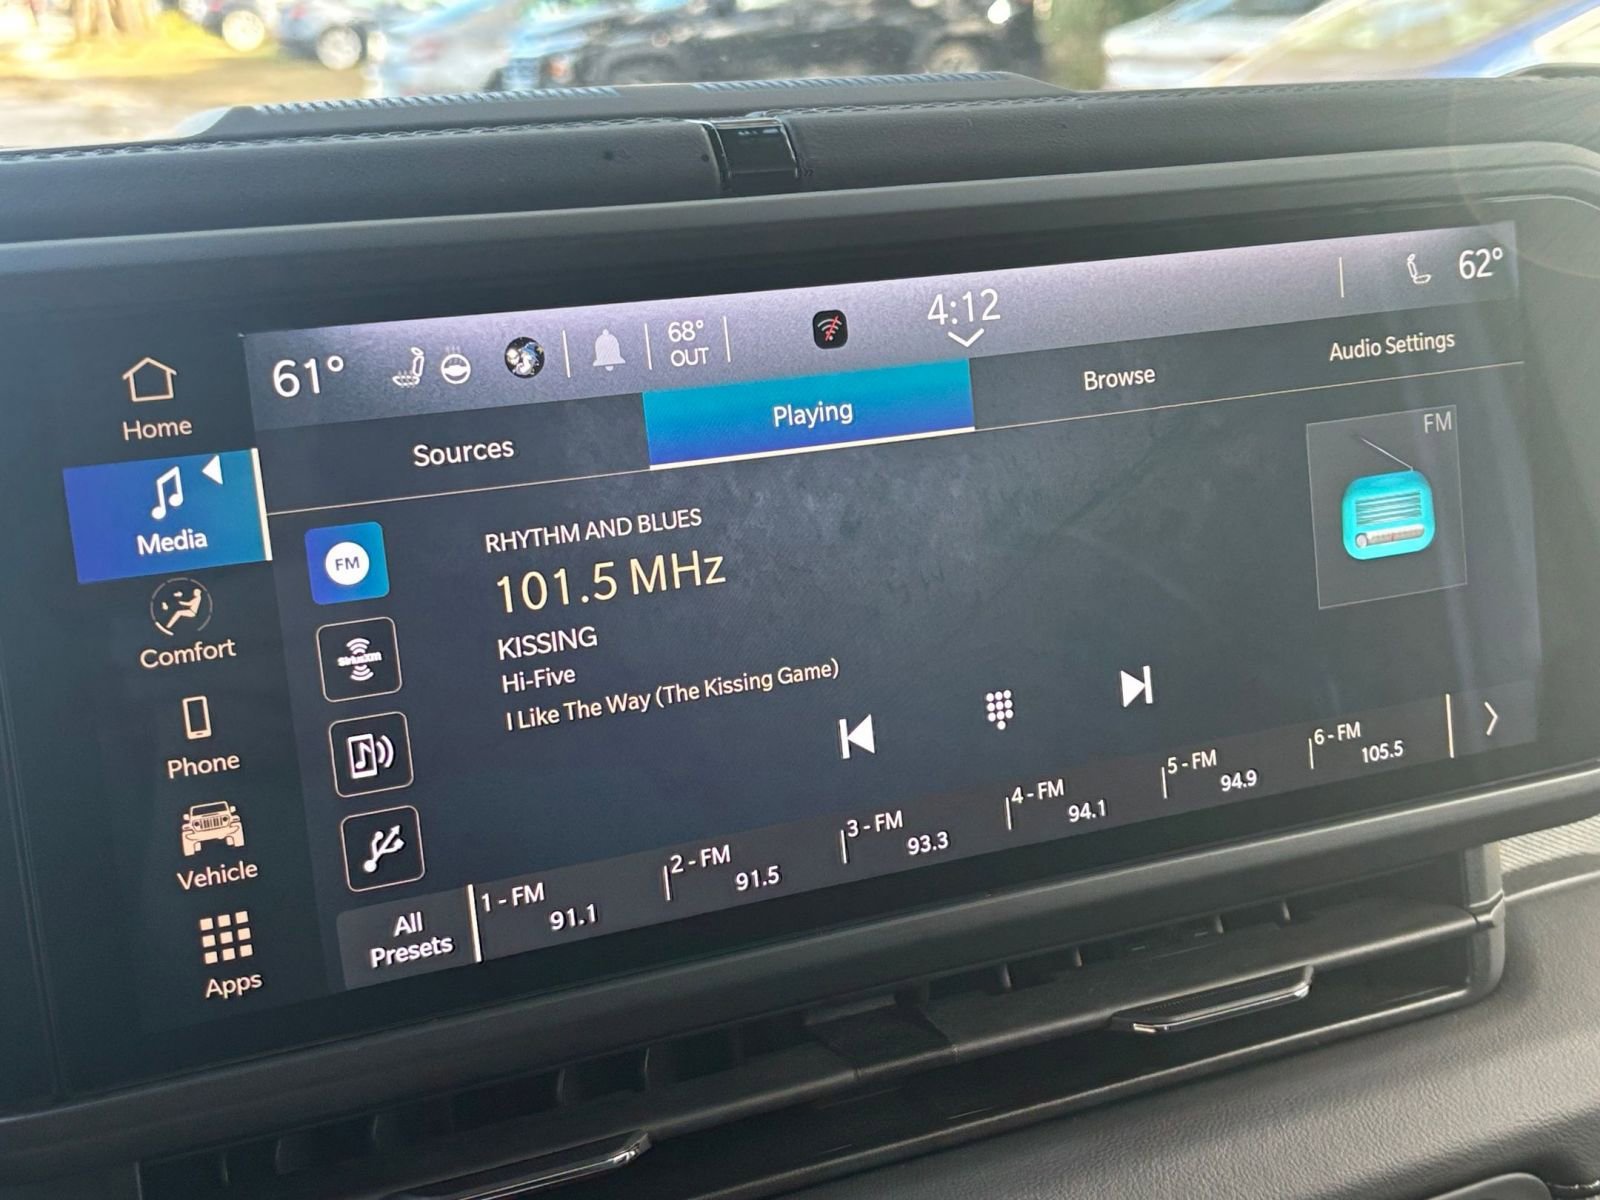 61°
68°
OUT
4:12
62°
Home
Media
Comfort
Phone
Vehicle
Apps
Sources
Playing
Browse
Audio Settings
FM
SiriusXM
RHYTHM AND BLUES
101.5 MHz
KISSING
Hi-Five
I Like The Way (The Kissing Game)
FM
All
Presets
1 - FM
91.1
2 - FM
91.5
3 - FM
93.3
4 - FM
94.1
5 - FM
94.9
6 - FM
105.5